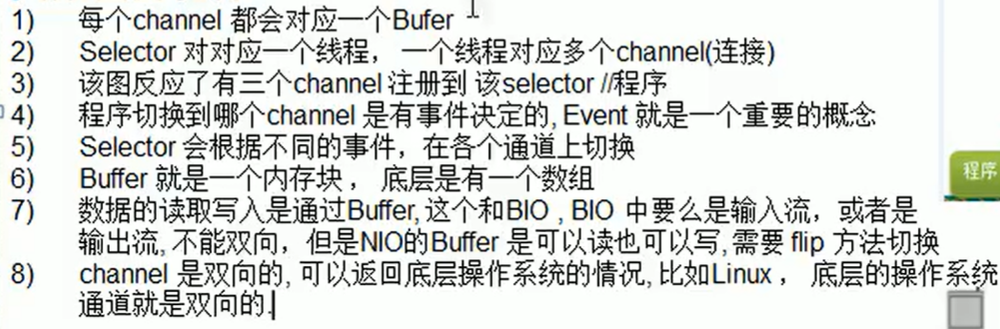 1) 每个channel 都会对应一个Bufer
2) Selector 对对应一个线程， 一个线程对应多个channel(连接)
3) 该图反应了有三个channel 注册到 该selector //程序
4) 程序切换到哪个channel 是有事件决定的, Event 就是一个重要的概念
5) Selector 会根据不同的事件，在各个通道上切换
6) Buffer 就是一个内存块 ， 底层是有一个数组
程序
7) 数据的读取写入是通过Buffer, 这个和BIO , BIO 中要么是输入流，或者是
输出流, 不能双向，但是NIO的Buffer 是可以读也可以写, 需要 flip 方法切换
8) channel 是双向的, 可以返回底层操作系统的情况, 比如Linux ， 底层的操作系统
通道就是双向的.